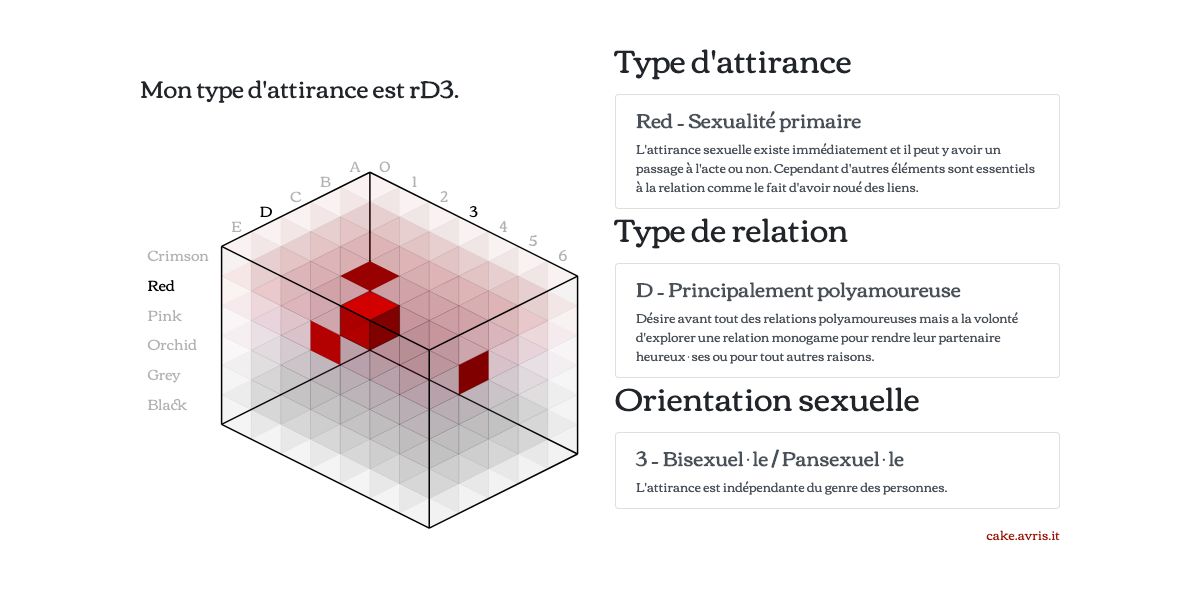 Mon type d'attirance est rD3.
A O
B 1
C 2
D 3
E 4
5
6
Crimson
Red
Pink
Orchid
Grey
Black
Type d'attirance
Red - Sexualité primaire
L'attirance sexuelle existe immédiatement et il peut y avoir un
passage à l'acte ou non. Cependant d'autres éléments sont essentiels
à la relation comme le fait d'avoir noué des liens.
Type de relation
D - Principalement polyamoureuse
Désire avant tout des relations polyamoureuses mais a la volonté
d'explorer une relation monogame pour rendre leur partenaire
heureux·ses ou pour tout autres raisons.
Orientation sexuelle
3 - Bisexuel·le / Pansexuel·le
L'attirance est indépendante du genre des personnes.
cake.avris.it